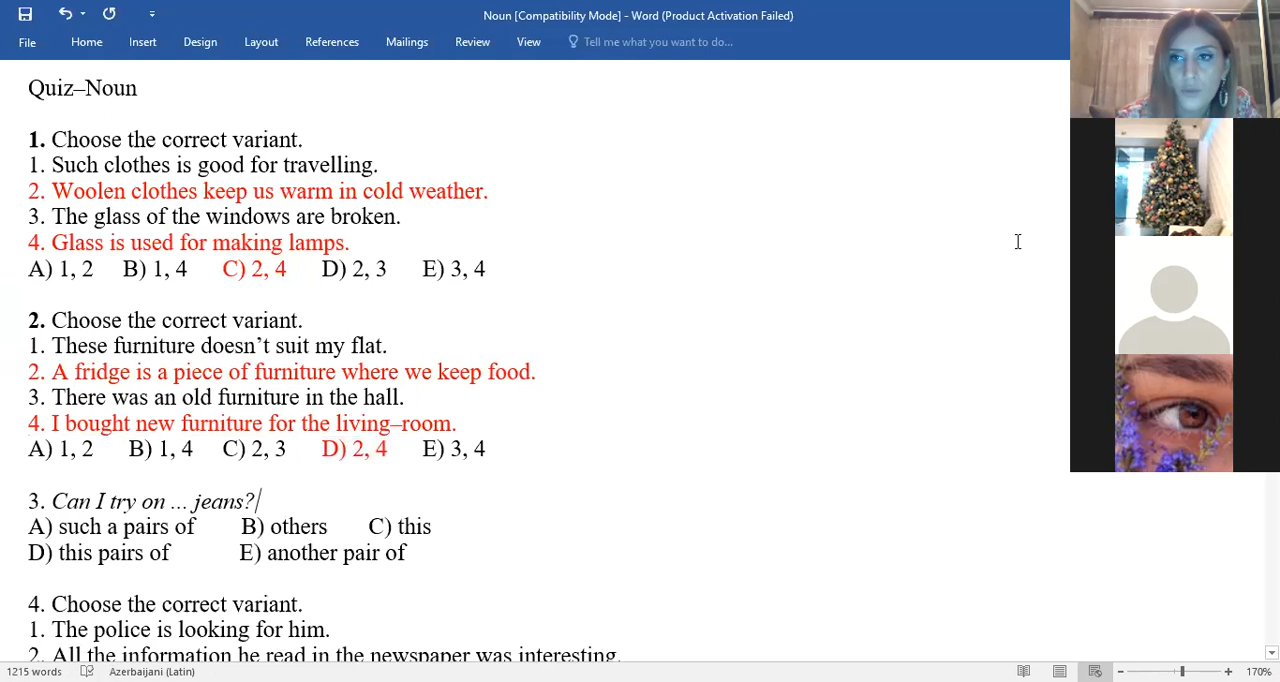 Noun [Compatibility Mode] - Word (Product Activation Failed)
File Home Insert Design Layout References Mailings Review View Tell me what you want to do...
Quiz–Noun
1. Choose the correct variant.
1. Such clothes is good for travelling.
2. Woolen clothes keep us warm in cold weather.
3. The glass of the windows are broken.
4. Glass is used for making lamps.
A) 1, 2 B) 1, 4 C) 2, 4 D) 2, 3 E) 3, 4
2. Choose the correct variant.
1. These furniture doesn’t suit my flat.
2. A fridge is a piece of furniture where we keep food.
3. There was an old furniture in the hall.
4. I bought new furniture for the living–room.
A) 1, 2 B) 1, 4 C) 2, 3 D) 2, 4 E) 3, 4
3. Can I try on ... jeans?
A) such a pairs of B) others C) this
D) this pairs of E) another pair of
4. Choose the correct variant.
1. The police is looking for him.
2. All the information he read in the newspaper was interesting.
1215 words Azerbaijani (Latin) 170%